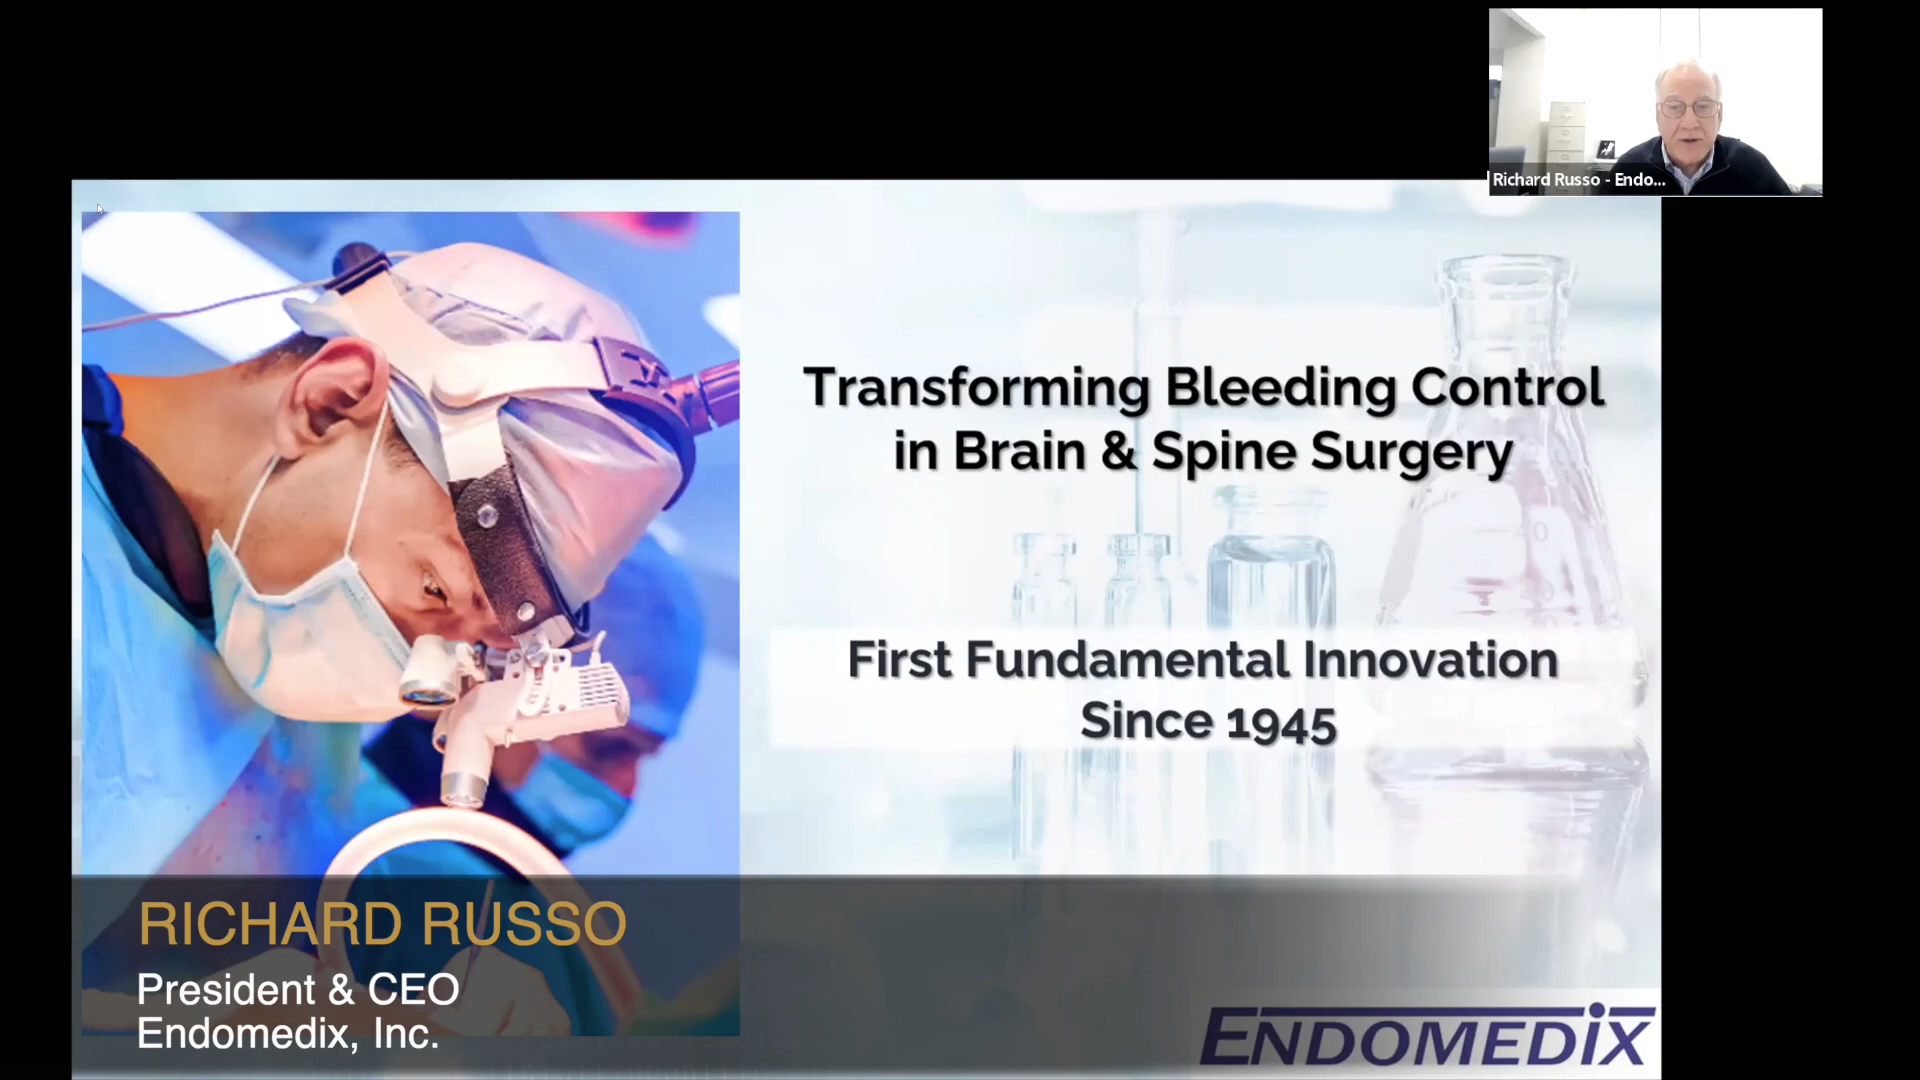 Richard Russo - Endo...
Transforming Bleeding Control
in Brain & Spine Surgery
First Fundamental Innovation
Since 1945
RICHARD RUSSO
President & CEO
Endomedix, Inc.
ENDOMEDIX